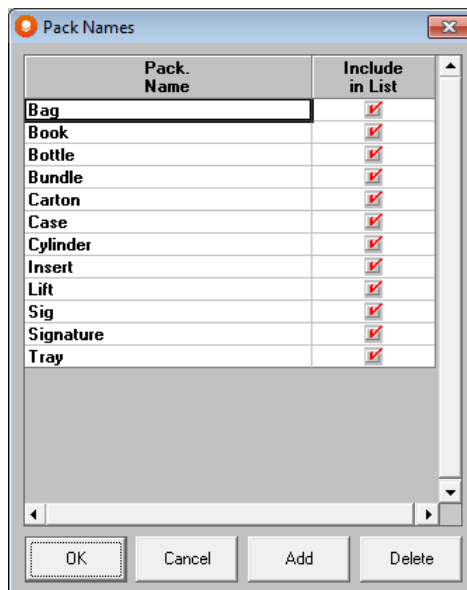 Pack Names
Pack. Name
Include in List
Bag
Book
Bottle
Bundle
Carton
Case
Cylinder
Insert
Lift
Sig
Signature
Tray
OK
Cancel
Add
Delete